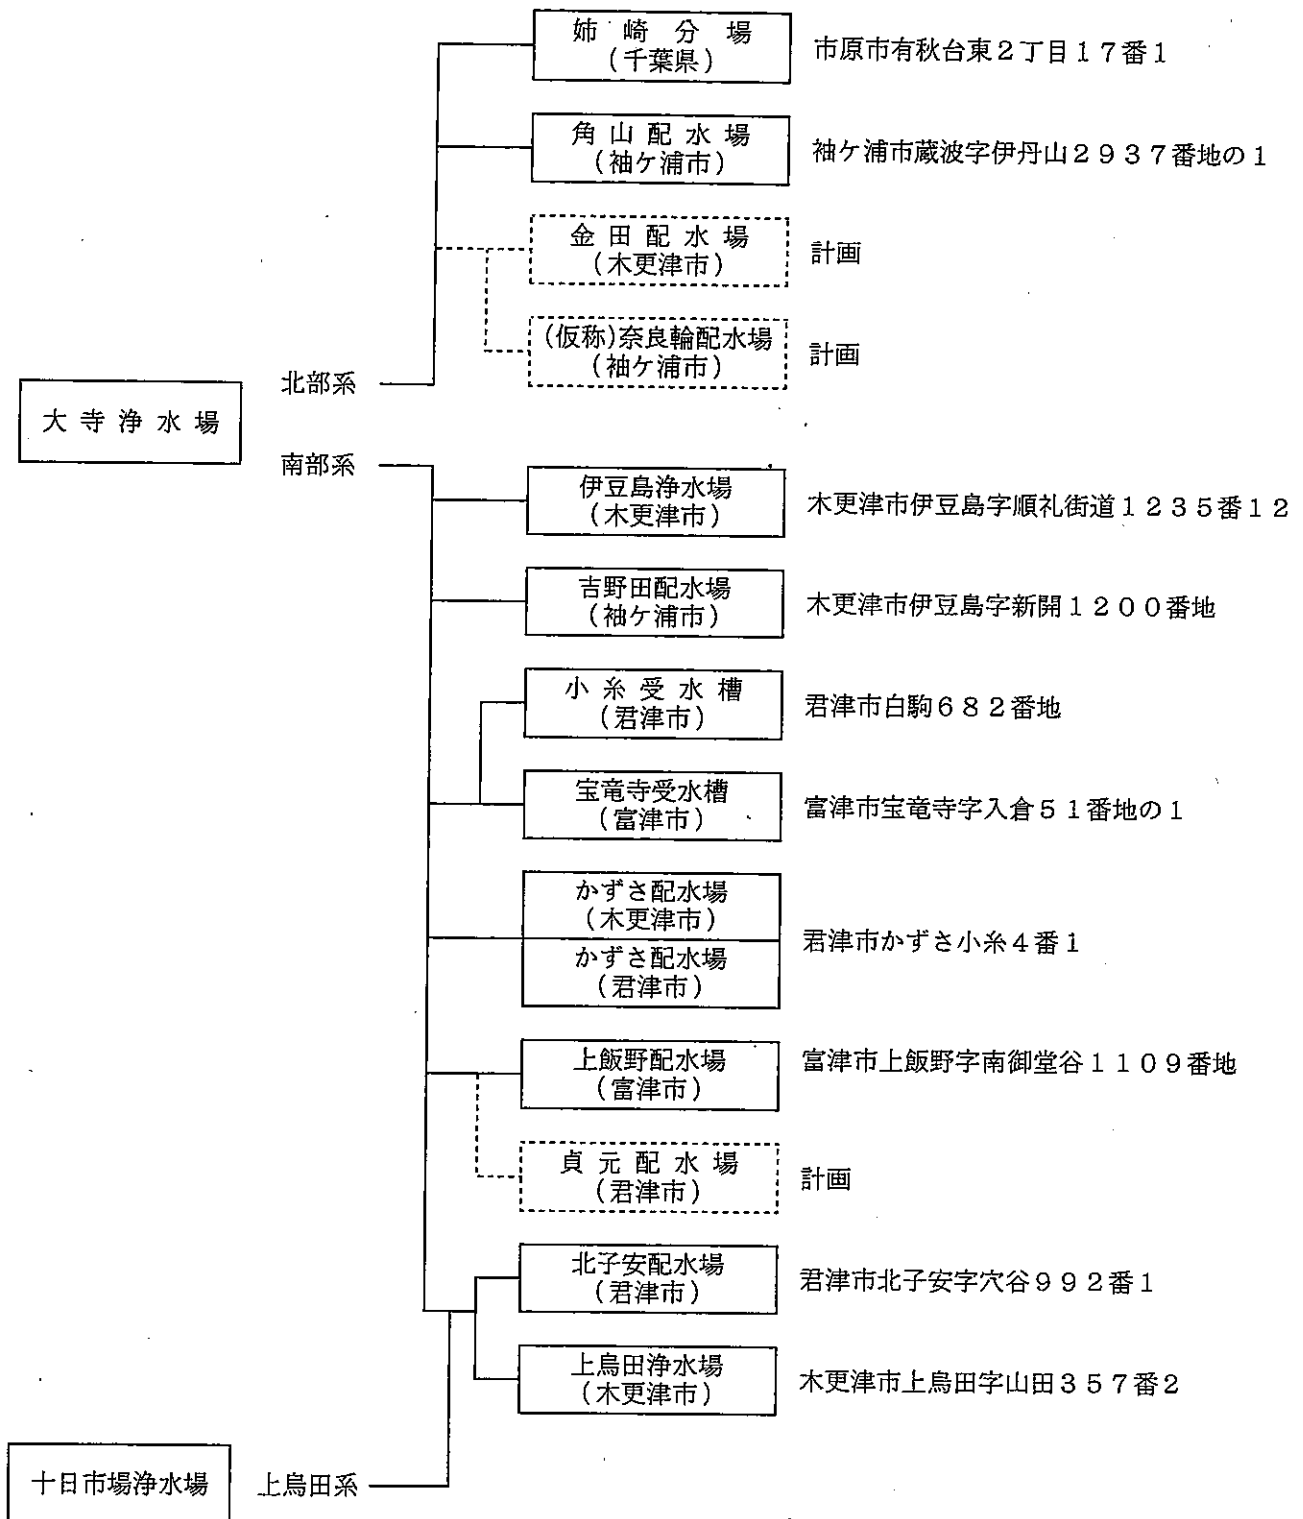 姉崎分場
(千葉県)
市原市有秋台東２丁目１７番１
角山配水場
(袖ケ浦市)
袖ケ浦市蔵波字伊丹山２９３７番地の１
金田配水場
(木更津市)
計画
(仮称)奈良輪配水場
(袖ケ浦市)
計画
北部系
大寺浄水場
南部系
伊豆島浄水場
(木更津市)
木更津市伊豆島字順礼街道１２３５番１２
吉野田配水場
(袖ケ浦市)
木更津市伊豆島字新開１２００番地
小糸受水槽
(君津市)
君津市白駒６８２番地
宝竜寺受水槽
(富津市)
富津市宝竜寺字入倉５１番地の１
かずさ配水場
(木更津市)
かずさ配水場
(君津市)
君津市かずさ小糸４番１
上飯野配水場
(富津市)
富津市上飯野字南御堂谷１１０９番地
貞元配水場
(君津市)
計画
北子安配水場
(君津市)
君津市北子安字穴谷９９２番１
上烏田浄水場
(木更津市)
木更津市上烏田字山田３５７番２
十日市場浄水場
上烏田系